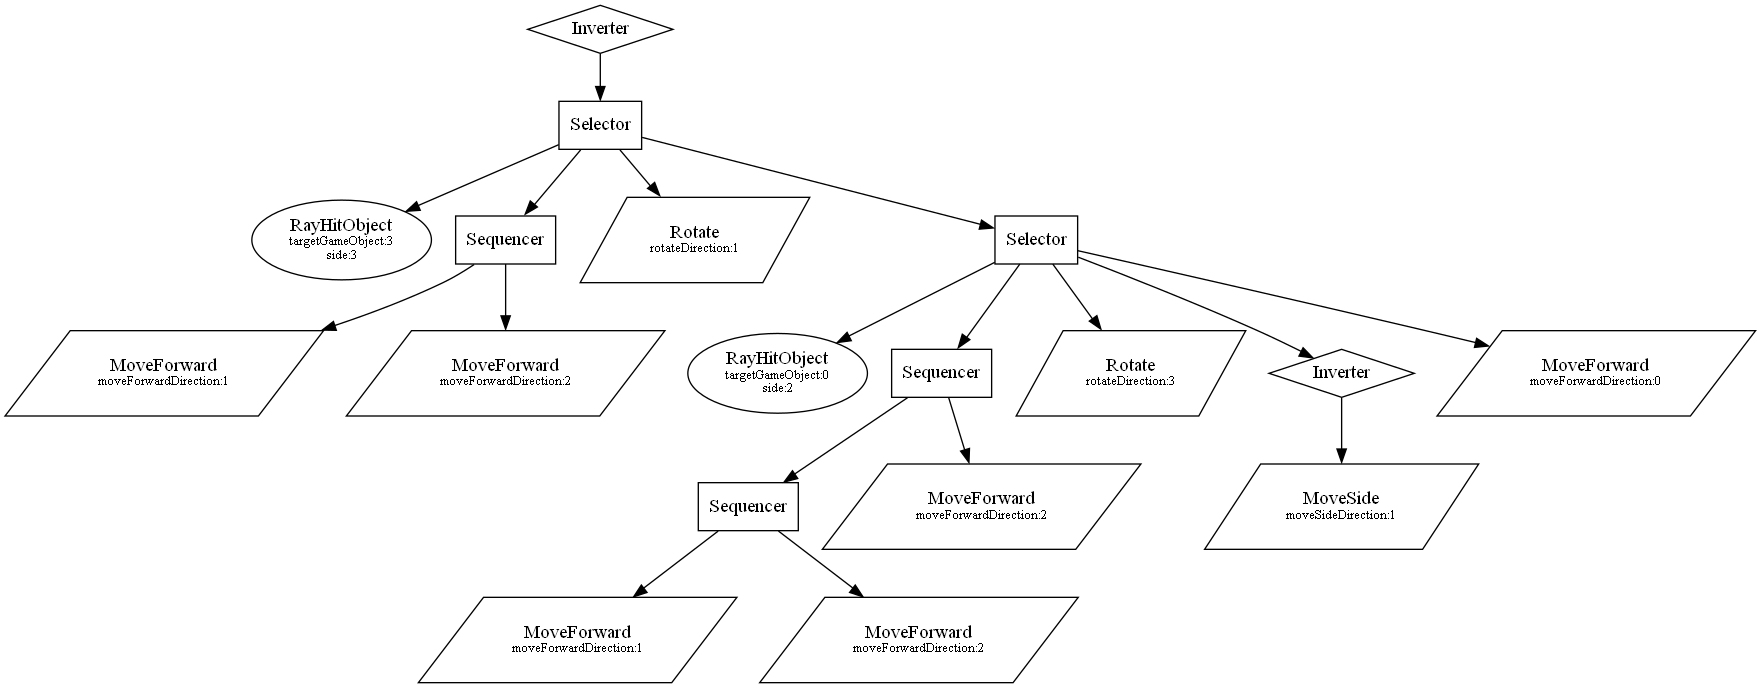 Inverter
Selector
RayHitObject
targetGameObject:3
side:3
Sequencer
Rotate
rotateDirection:1
Selector
MoveForward
moveForwardDirection:1
MoveForward
moveForwardDirection:2
RayHitObject
targetGameObject:0
side:2
Sequencer
Rotate
rotateDirection:3
Inverter
MoveForward
moveForwardDirection:0
Sequencer
MoveForward
moveForwardDirection:2
MoveSide
moveSideDirection:1
MoveForward
moveForwardDirection:1
MoveForward
moveForwardDirection:2